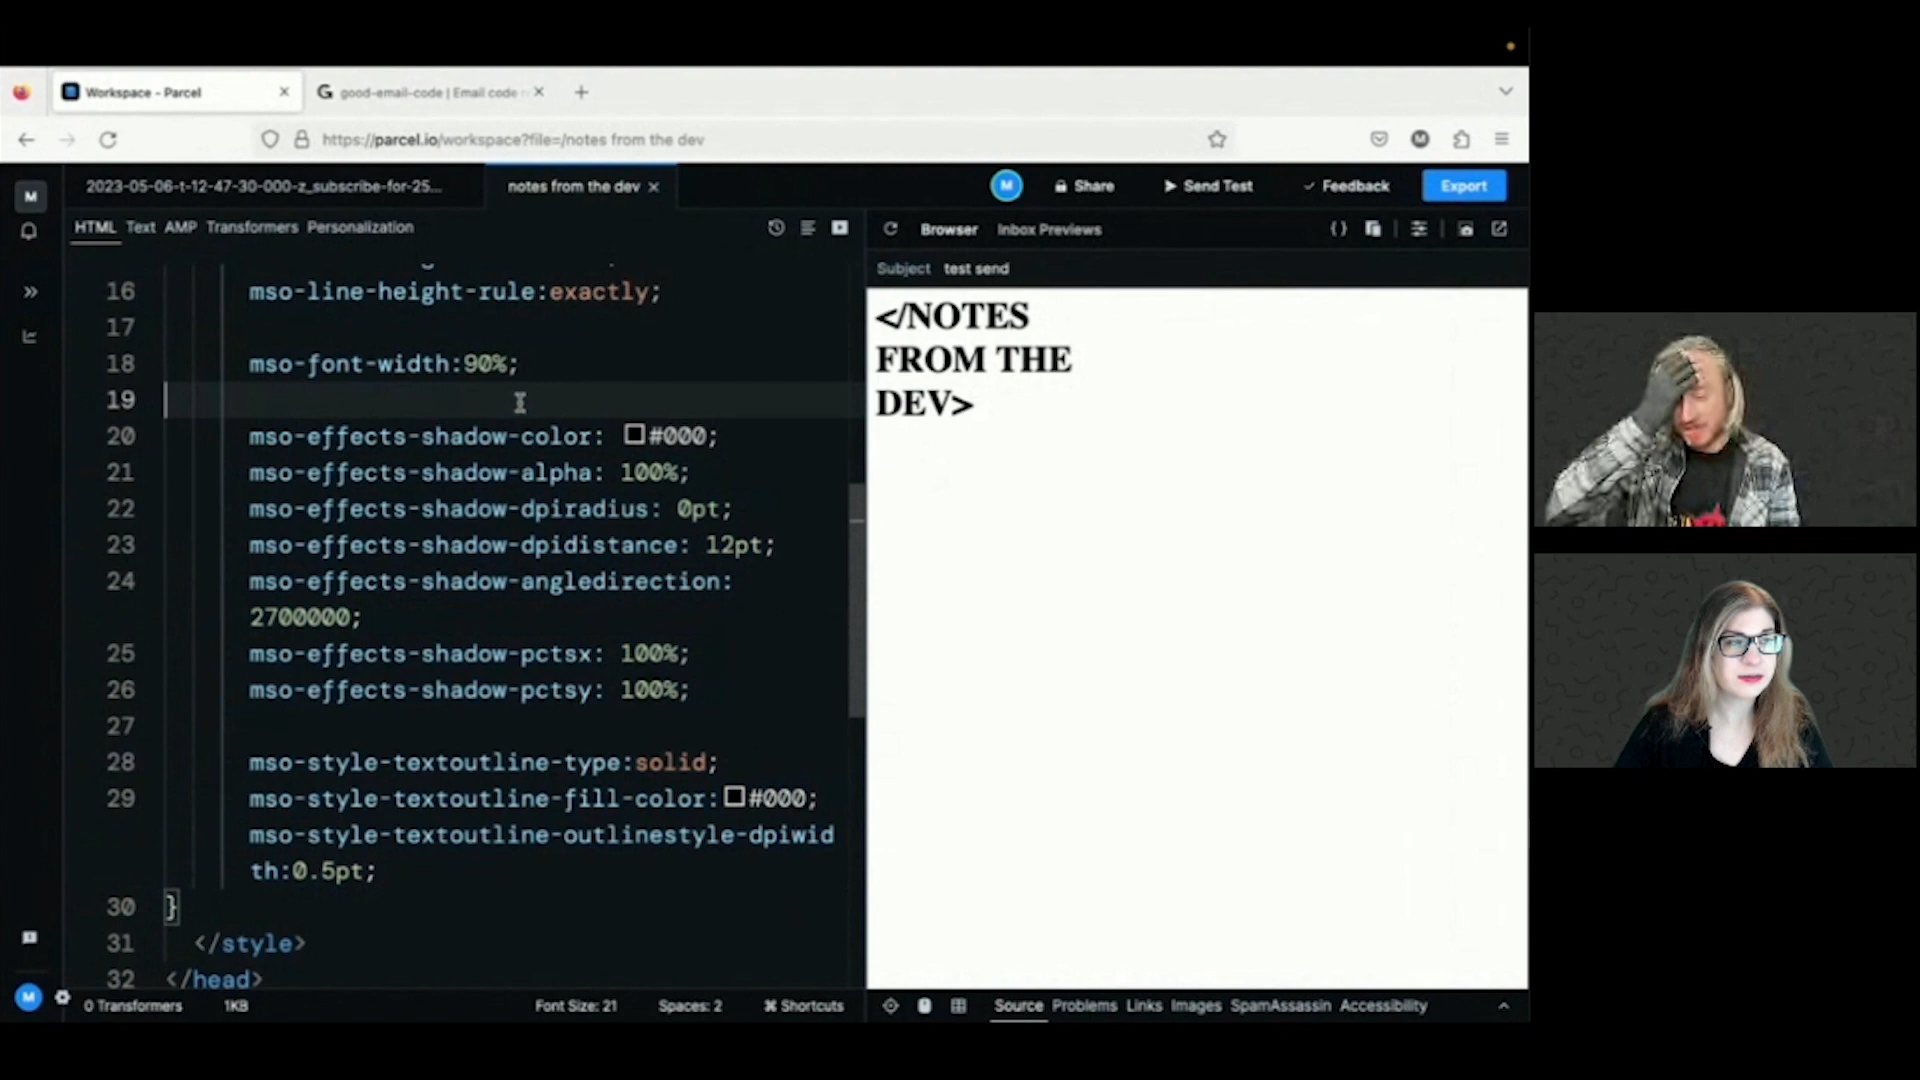 Workspace - Parcel
good-email-code | Email code
https://parcel.io/workspace?file=/notes from the dev
M
2023-05-06-t-12-47-30-000-z_subscribe-for-25...
notes from the dev
M
Share
Send Test
Feedback
Export
HTML Text AMP Transformers Personalization
Browser
Inbox Previews
Subject test send
16 mso-line-height-rule:exactly;
17
18 mso-font-width:90%;
19
20 mso-effects-shadow-color: #000;
21 mso-effects-shadow-alpha: 100%;
22 mso-effects-shadow-dpiradius: 0pt;
23 mso-effects-shadow-dpidistance: 12pt;
24 mso-effects-shadow-angledirection:
2700000;
25 mso-effects-shadow-pctsx: 100%;
26 mso-effects-shadow-pctsy: 100%;
27
28 mso-style-textoutline-type:solid;
29 mso-style-textoutline-fill-color:#000;
mso-style-textoutline-outlinestyle-dpiwid
th:0.5pt;
30 }
31 </style>
32 </head>
</NOTES
FROM THE
DEV>
M
0 Transformers
1KB
Font Size: 21
Spaces: 2
⌘ Shortcuts
Source Problems Links Images SpamAssassin Accessibility